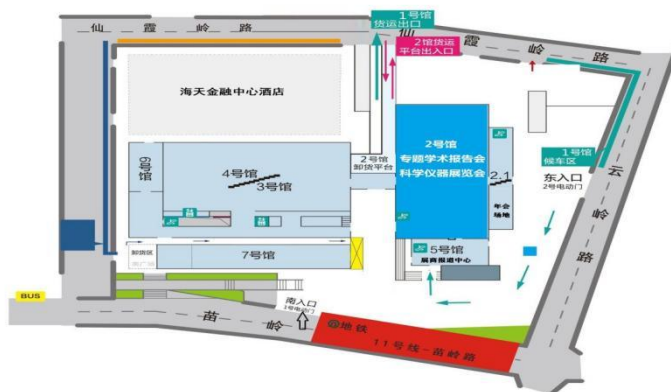 仙霞岭路
1号馆
货运出口
仙霞岭路
2馆货运
平台出入口
海天金融中心酒店
2号馆
专题学术报告会
科学仪器展览会
1号馆
候车区
2号馆
卸货平台
6号馆
4号馆
3号馆
2.1
年会
场地
东入口
2号电动门
云岭路
5号馆
展商报道中心
7号馆
卸货区
BUS
南入口
1号电动门
苗岭
地铁
11号线-苗岭路